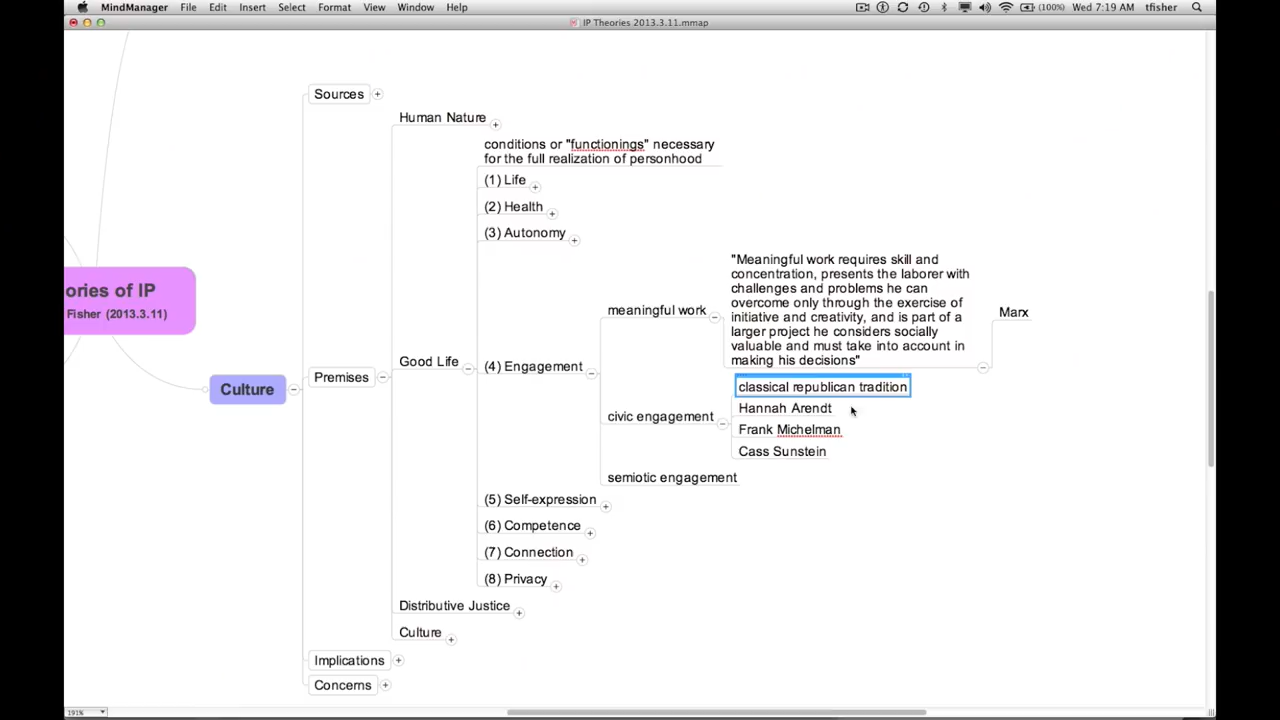 MindManager File Edit Insert Select Format View Window Help (100%) Wed 7:19 AM tfisher
IP Theories 2013.3.11.mmap
Sources
Human Nature
conditions or "functionings" necessary
for the full realization of personhood
(1) Life
(2) Health
(3) Autonomy
"Meaningful work requires skill and
concentration, presents the laborer with
challenges and problems he can
overcome only through the exercise of
initiative and creativity, and is part of a
larger project he considers socially
valuable and must take into account in
making his decisions"
meaningful work
Marx
ories of IP
Fisher (2013.3.11)
Good Life
(4) Engagement
Premises
Culture
classical republican tradition
Hannah Arendt
civic engagement
Frank Michelman
Cass Sunstein
semiotic engagement
(5) Self-expression
(6) Competence
(7) Connection
(8) Privacy
Distributive Justice
Culture
Implications
Concerns
191%